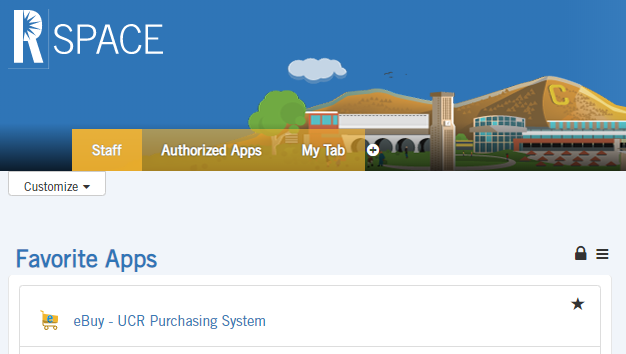 R SPACE
C
Staff Authorized Apps My Tab
Customize
Favorite Apps
e
eBuy - UCR Purchasing System